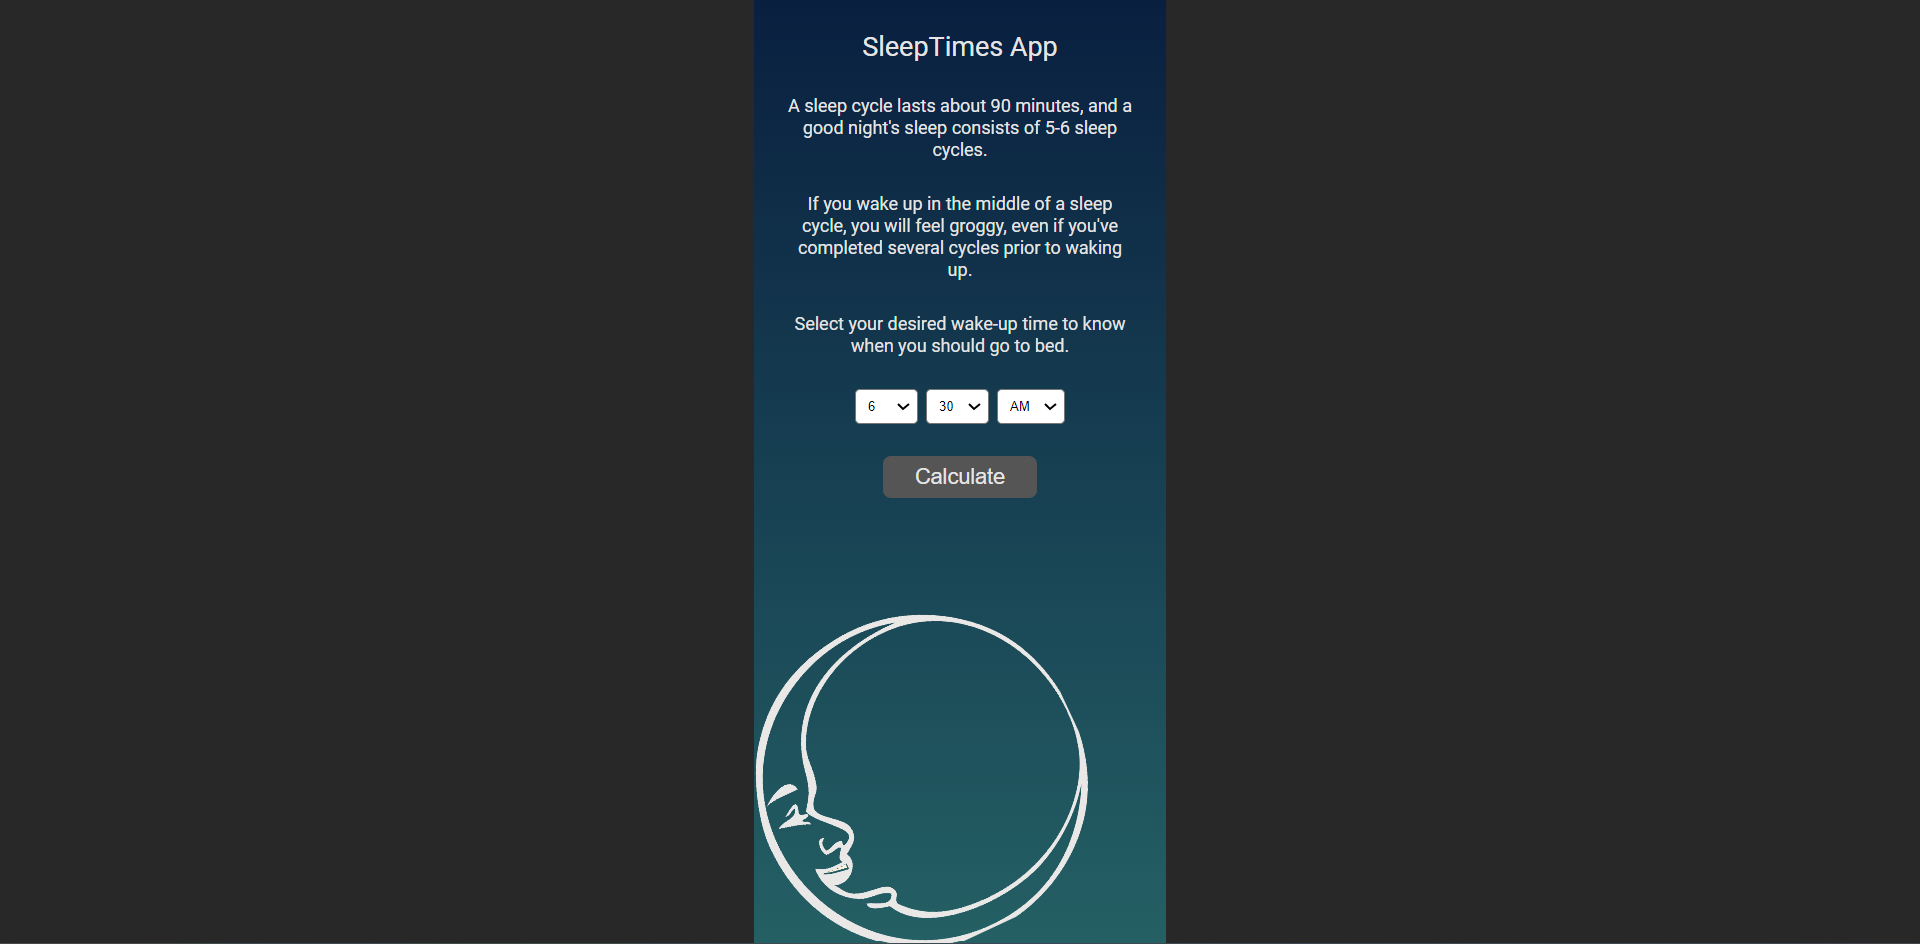 SleepTimes App
A sleep cycle lasts about 90 minutes, and a
good night's sleep consists of 5-6 sleep
cycles.
If you wake up in the middle of a sleep
cycle, you will feel groggy, even if you've
completed several cycles prior to waking
up.
Select your desired wake-up time to know
when you should go to bed.
6 30 AM
Calculate